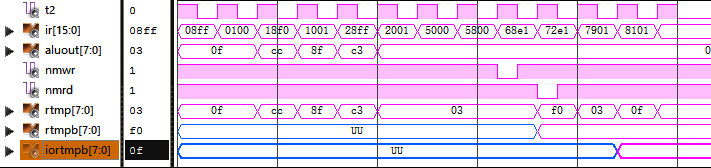 t2 0
ir[15:0] 08ff 08ff 0100 18f0 1001 28ff 2001 5000 5800 68e1 72e1 7901 8101
aluout[7:0] 03 0f cc 8f c3 0
nmwr 1
nmrd 1
rtmp[7:0] 03 0f cc 8f c3 03 f0 03 0f
rtmpb[7:0] f0 UU
iortmpb[7:0] 0f UU